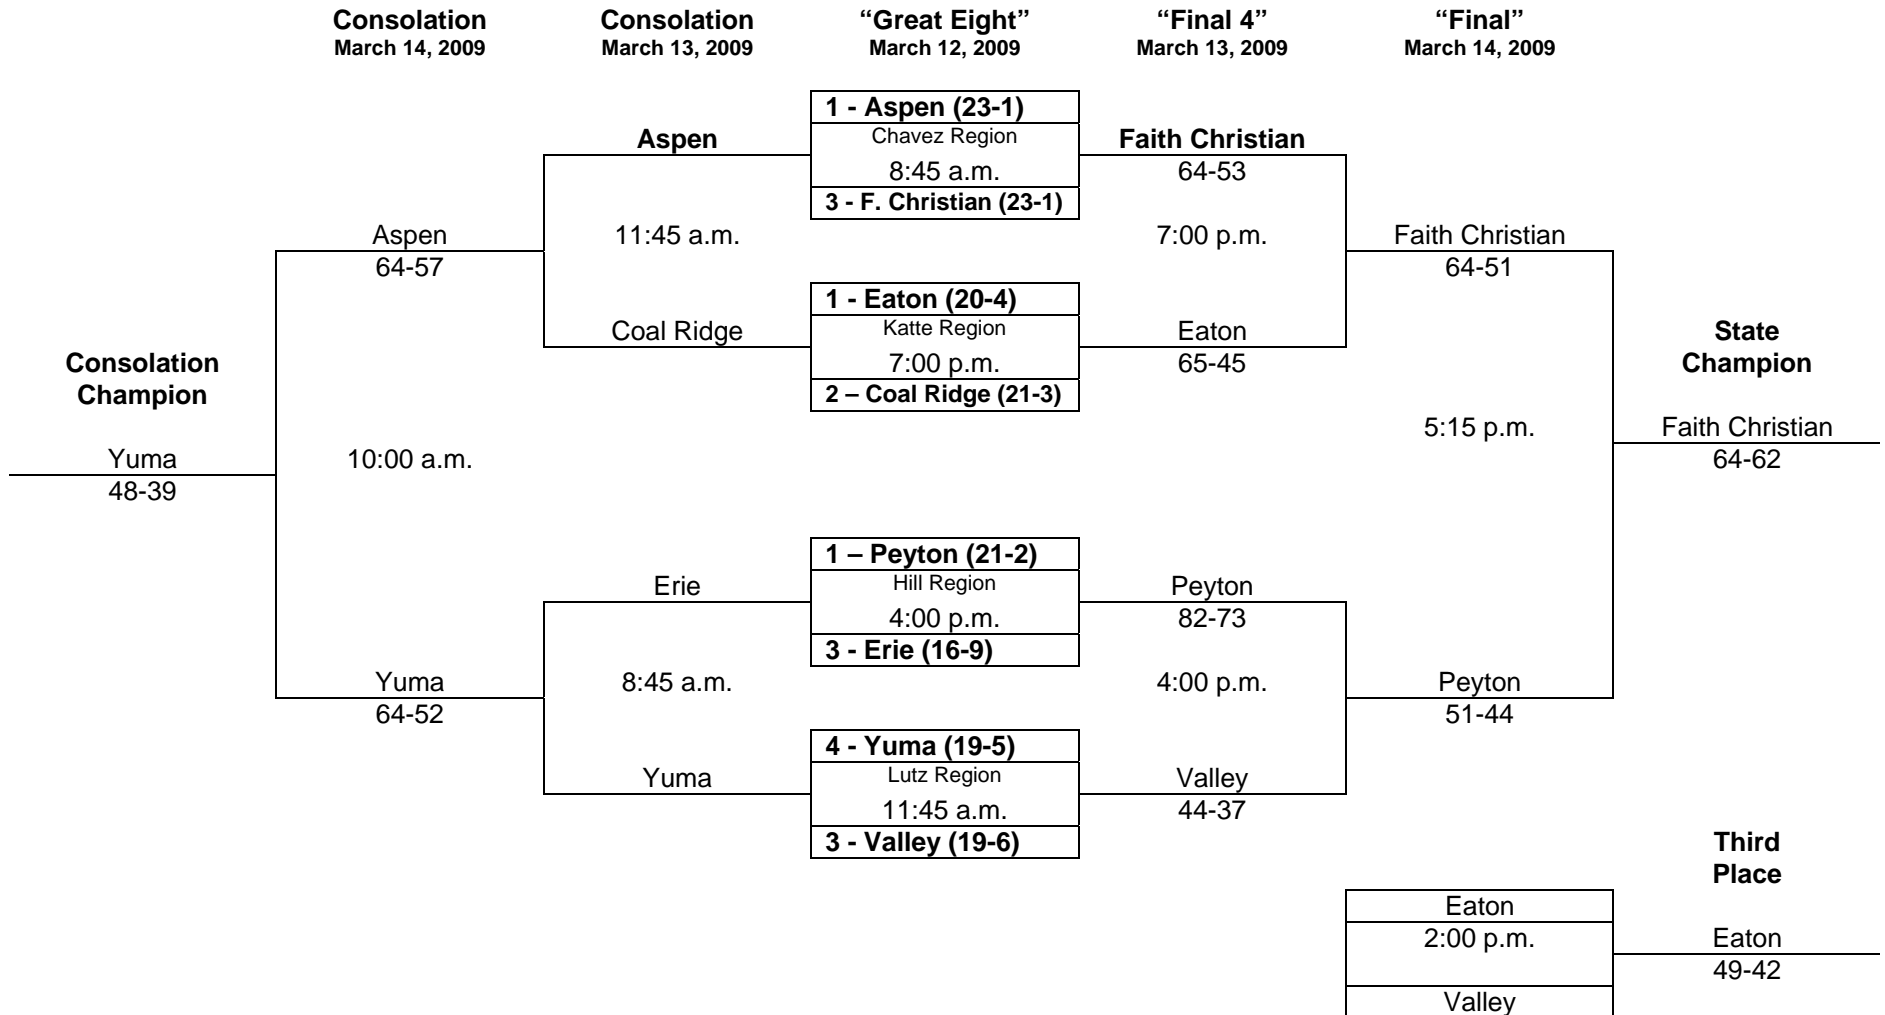 Consolation
March 14, 2009
Consolation
March 13, 2009
“Great Eight”
March 12, 2009
“Final 4”
March 13, 2009
“Final”
March 14, 2009
1 - Aspen (23-1)
Chavez Region
8:45 a.m.
3 - F. Christian (23-1)
Aspen
Faith Christian
64-53
Aspen
64-57
11:45 a.m.
7:00 p.m.
Faith Christian
64-51
1 - Eaton (20-4)
Katte Region
7:00 p.m.
2 – Coal Ridge (21-3)
Coal Ridge
Eaton
65-45
State
Champion
Consolation
Champion
5:15 p.m.
Faith Christian
64-62
Yuma
48-39
10:00 a.m.
1 – Peyton (21-2)
Hill Region
4:00 p.m.
3 - Erie (16-9)
Erie
Peyton
82-73
Yuma
64-52
8:45 a.m.
4:00 p.m.
Peyton
51-44
4 - Yuma (19-5)
Lutz Region
11:45 a.m.
3 - Valley (19-6)
Yuma
Valley
44-37
Third
Place
Eaton
2:00 p.m.
Valley
Eaton
49-42